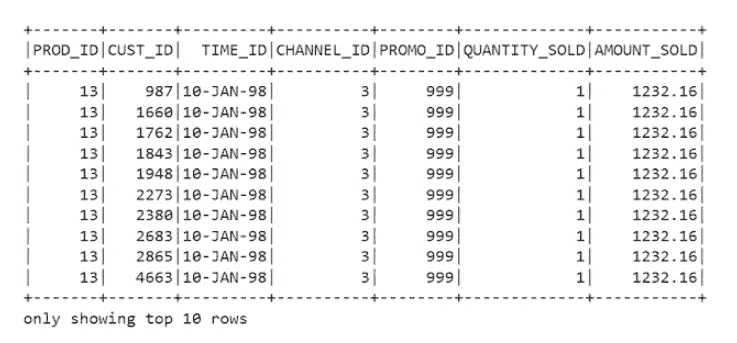 +-------+-------+---------+----------+--------+-------------+-----------+
|PROD_ID|CUST_ID|  TIME_ID|CHANNEL_ID|PROMO_ID|QUANTITY_SOLD|AMOUNT_SOLD|
+-------+-------+---------+----------+--------+-------------+-----------+
|     13|    987|10-JAN-98|         3|     999|            1|    1232.16|
|     13|   1660|10-JAN-98|         3|     999|            1|    1232.16|
|     13|   1762|10-JAN-98|         3|     999|            1|    1232.16|
|     13|   1843|10-JAN-98|         3|     999|            1|    1232.16|
|     13|   1948|10-JAN-98|         3|     999|            1|    1232.16|
|     13|   2273|10-JAN-98|         3|     999|            1|    1232.16|
|     13|   2380|10-JAN-98|         3|     999|            1|    1232.16|
|     13|   2683|10-JAN-98|         3|     999|            1|    1232.16|
|     13|   2865|10-JAN-98|         3|     999|            1|    1232.16|
|     13|   4663|10-JAN-98|         3|     999|            1|    1232.16|
+-------+-------+---------+----------+--------+-------------+-----------+
only showing top 10 rows